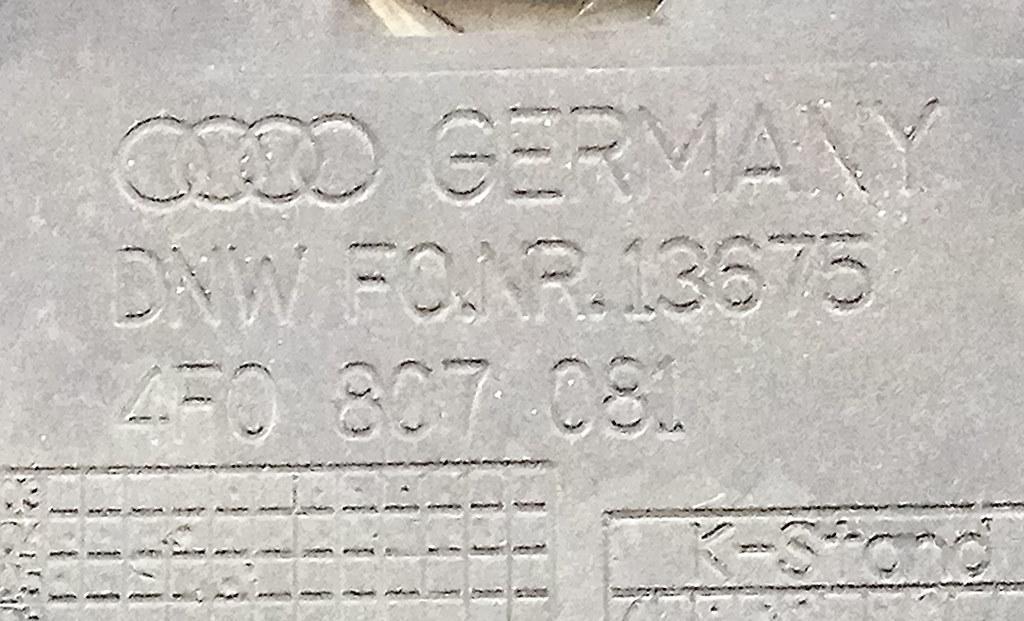 GERMANY
DNW FO.NR.13675
4F0 807 081
K-Stand